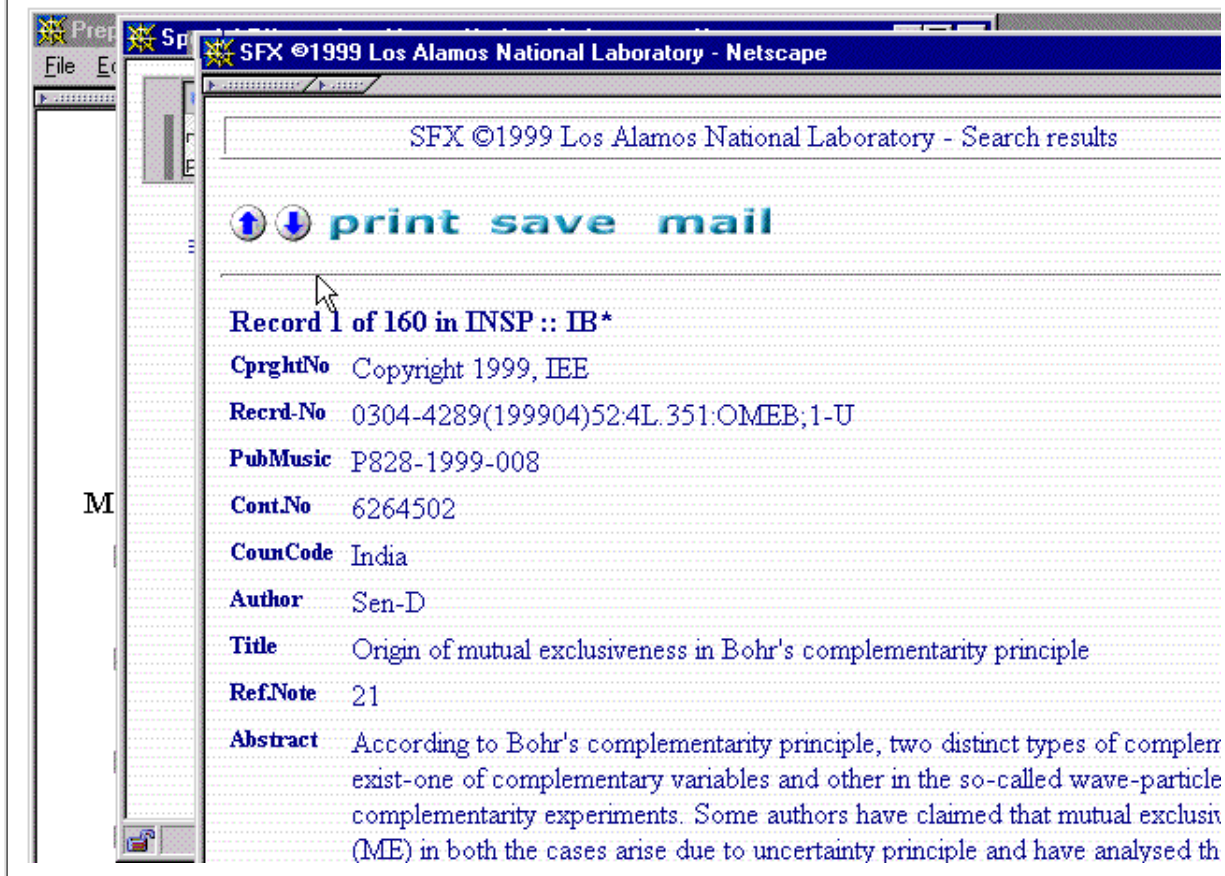 Prep
File
Sp
SFX ©1999 Los Alamos National Laboratory - Netscape
SFX ©1999 Los Alamos National Laboratory - Search results
print save mail
Record 1 of 160 in INSP :: IB*
CprghtNo Copyright 1999, IEE
Recrd-No 0304-4289(199904)52:4L.351:OMEB;1-U
PubMusic P828-1999-008
Cont.No 6264502
M
CounCode India
Author Sen-D
Title Origin of mutual exclusiveness in Bohr's complementarity principle
Ref.Note 21
Abstract According to Bohr's complementarity principle, two distinct types of complem
exist-one of complementary variables and other in the so-called wave-particle
complementarity experiments. Some authors have claimed that mutual exclusiv
(ME) in both the cases arise due to uncertainty principle and have analysed th